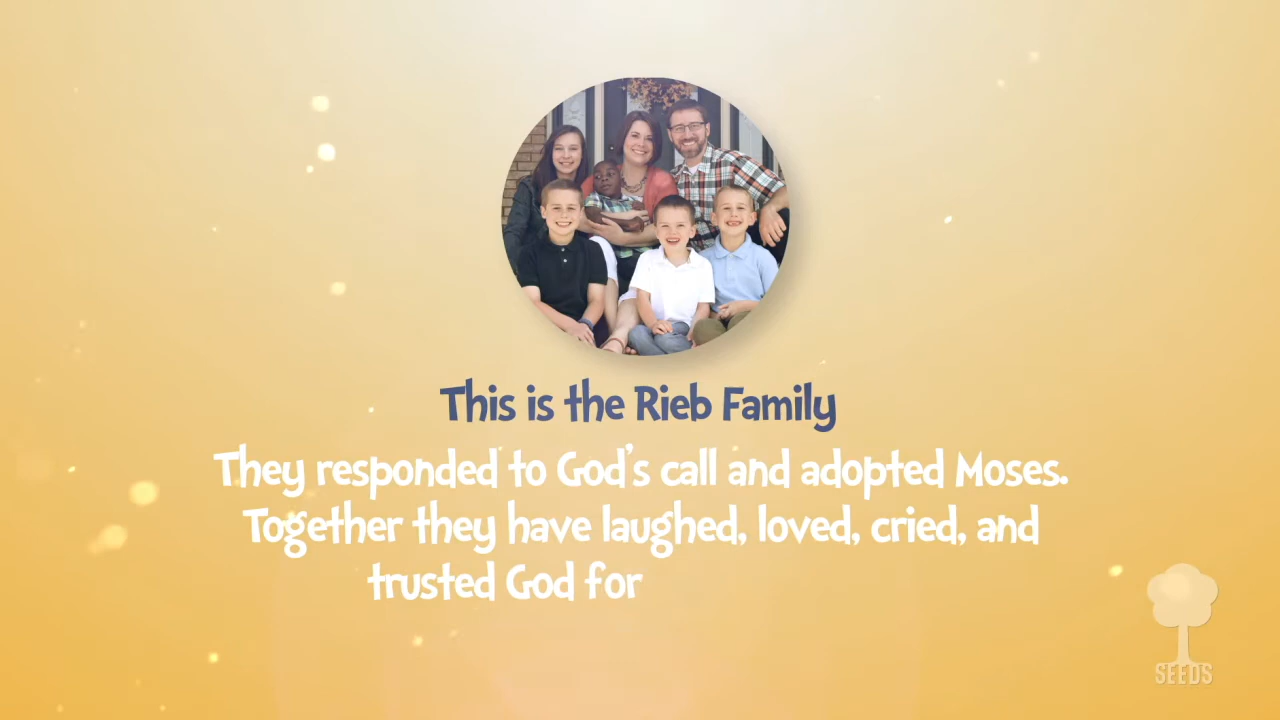 This is the Rieb Family
They responded to God's call and adopted Moses.
Together they have laughed, loved, cried, and
trusted God for
SEEDS